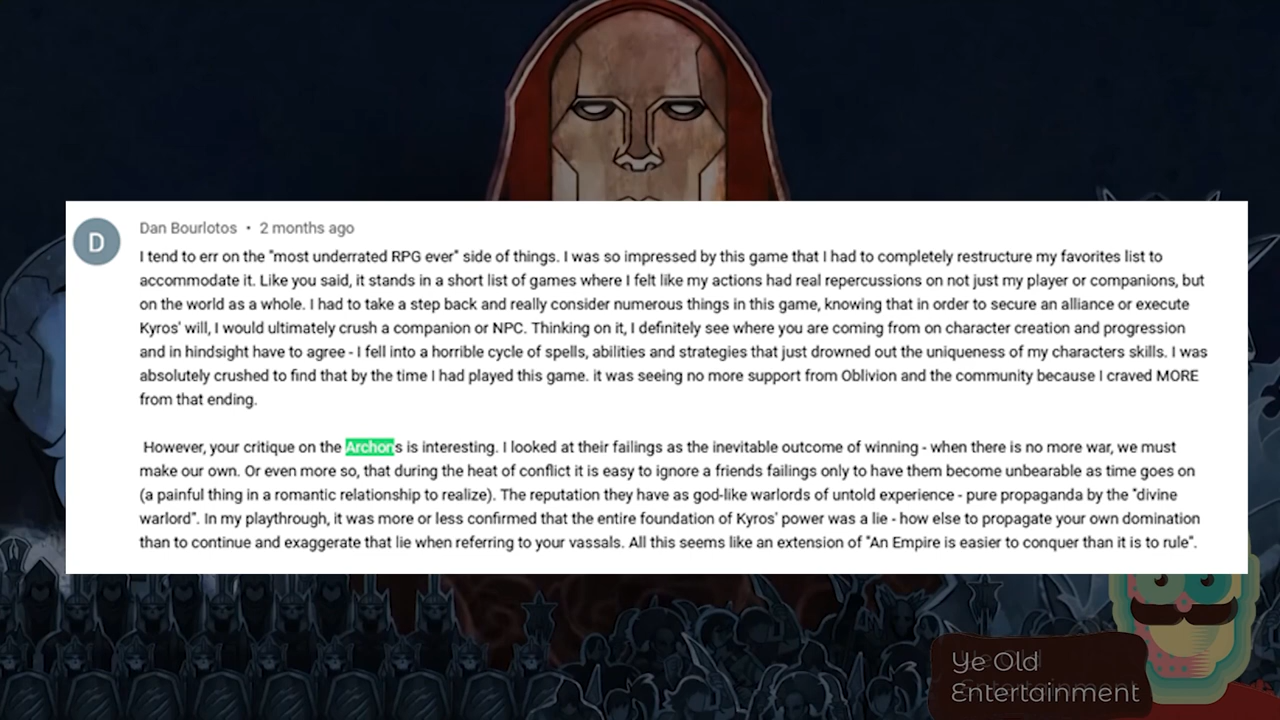 D
Dan Bourlotos • 2 months ago
I tend to err on the "most underrated RPG ever" side of things. I was so impressed by this game that I had to completely restructure my favorites list to
accommodate it. Like you said, it stands in a short list of games where I felt like my actions had real repercussions on not just my player or companions, but
on the world as a whole. I had to take a step back and really consider numerous things in this game, knowing that in order to secure an alliance or execute
Kyros' will, I would ultimately crush a companion or NPC. Thinking on it, I definitely see where you are coming from on character creation and progression
and in hindsight have to agree - I fell into a horrible cycle of spells, abilities and strategies that just drowned out the uniqueness of my characters skills. I was
absolutely crushed to find that by the time I had played this game. it was seeing no more support from Oblivion and the community because I craved MORE
from that ending.
However, your critique on the Archons is interesting. I looked at their failings as the inevitable outcome of winning - when there is no more war, we must
make our own. Or even more so, that during the heat of conflict it is easy to ignore a friends failings only to have them become unbearable as time goes on
(a painful thing in a romantic relationship to realize). The reputation they have as god-like warlords of untold experience - pure propaganda by the "divine
warlord". In my playthrough, it was more or less confirmed that the entire foundation of Kyros' power was a lie - how else to propagate your own domination
than to continue and exaggerate that lie when referring to your vassals. All this seems like an extension of "An Empire is easier to conquer than it is to rule".
Ye Old
Entertainment